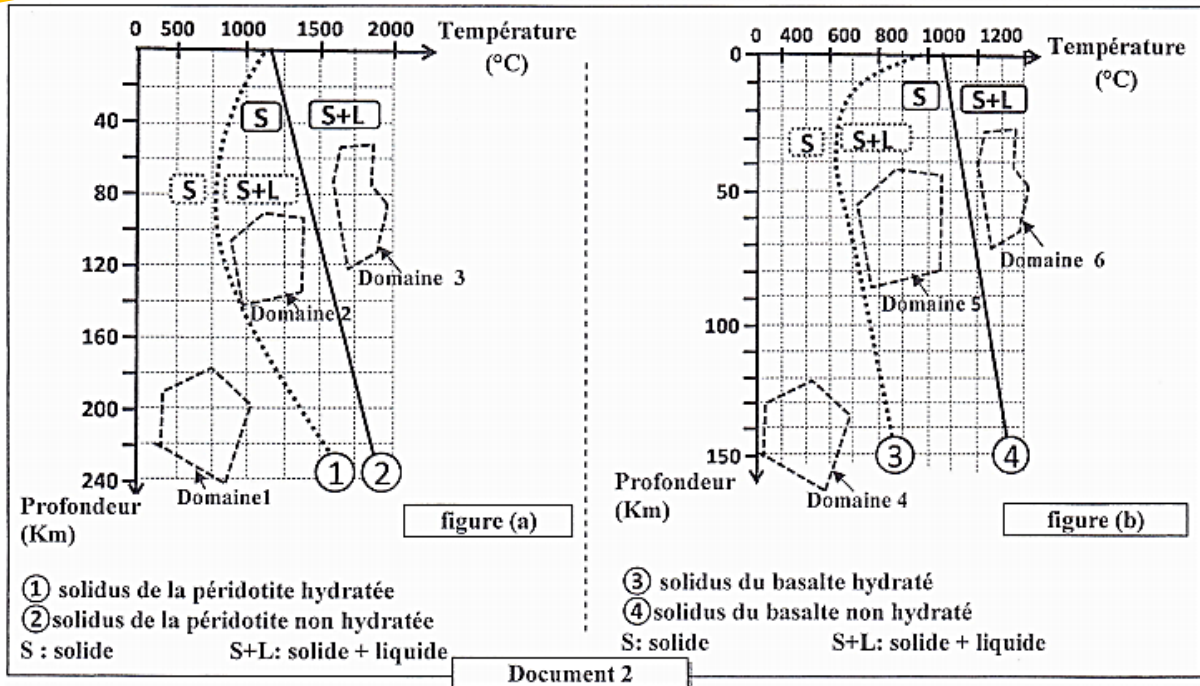 0 500 1000 1500 2000
Température
(°C)
S
S+L
S
S+L
40
80
120
160
200
240
Domaine 3
Domaine 2
Domaine1
1
2
Profondeur
(Km)
figure (a)
1 solidus de la péridotite hydratée
2 solidus de la péridotite non hydratée
S : solide S+L: solide + liquide
0 400 600 800 1000 1200
Température
(°C)
0
S
S+L
S
S+L
50
100
150
Domaine 6
Domaine 5
Domaine 4
3
4
Profondeur
(Km)
figure (b)
3 solidus du basalte hydraté
4 solidus du basalte non hydraté
S: solide S+L: solide + liquide
Document 2